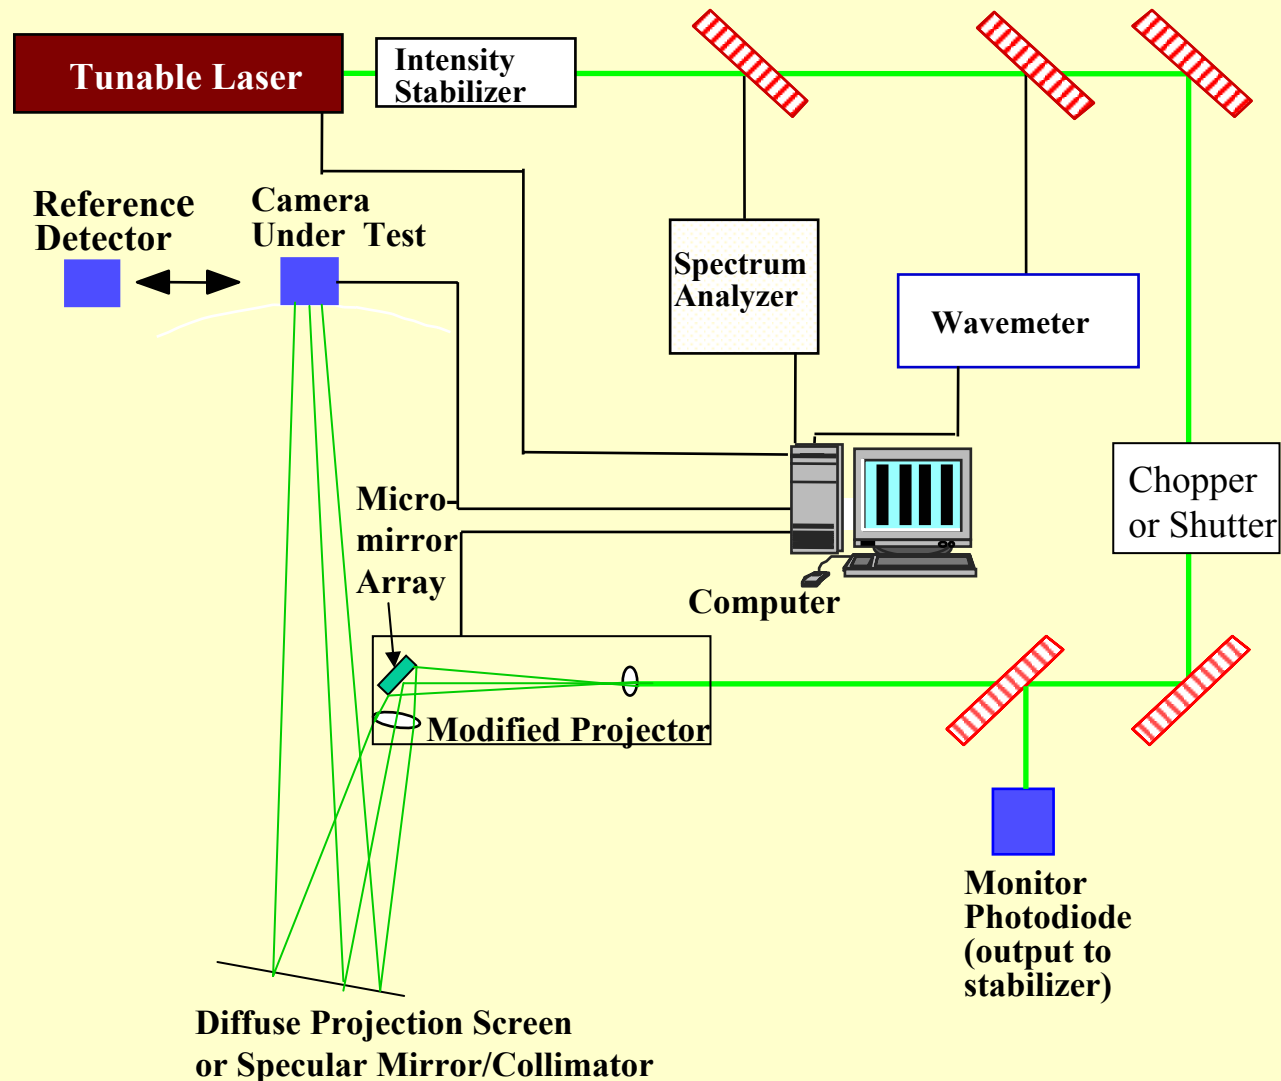 Tunable Laser
Intensity
Stabilizer
Reference
Detector
Camera
Under Test
Spectrum
Analyzer
Wavemeter
Chopper
or Shutter
Micro-
mirror
Array
Computer
Modified Projector
Monitor
Photodiode
(output to
stabilizer)
Diffuse Projection Screen
or Specular Mirror/Collimator